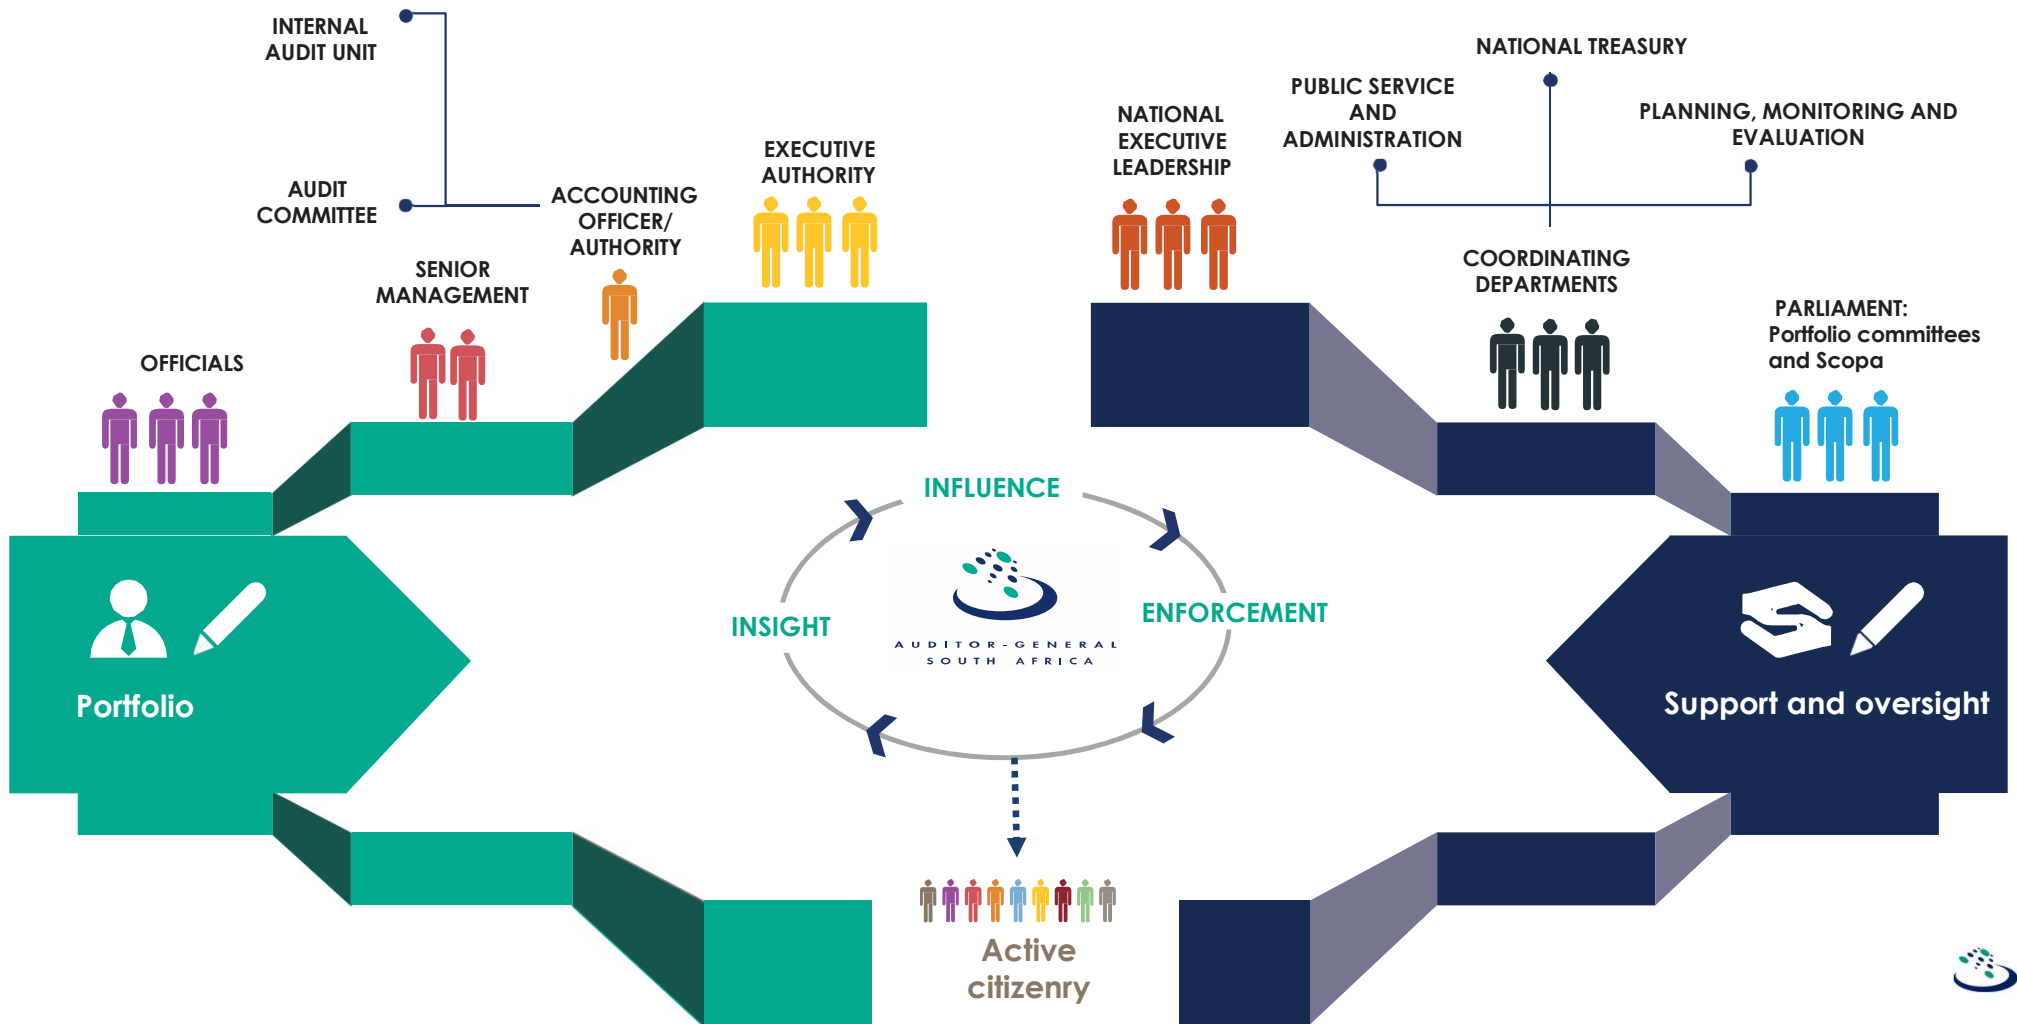 INTERNAL
AUDIT UNIT
AUDIT
COMMITTEE
ACCOUNTING
OFFICER/
AUTHORITY
EXECUTIVE
AUTHORITY
SENIOR
MANAGEMENT
OFFICIALS
NATIONAL
EXECUTIVE
LEADERSHIP
PUBLIC SERVICE
AND
ADMINISTRATION
NATIONAL TREASURY
PLANNING, MONITORING AND
EVALUATION
COORDINATING
DEPARTMENTS
PARLIAMENT:
Portfolio committees
and Scopa
INFLUENCE
INSIGHT
ENFORCEMENT
AUDITOR-GENERAL
SOUTH AFRICA
Portfolio
Support and oversight
Active
citizenry